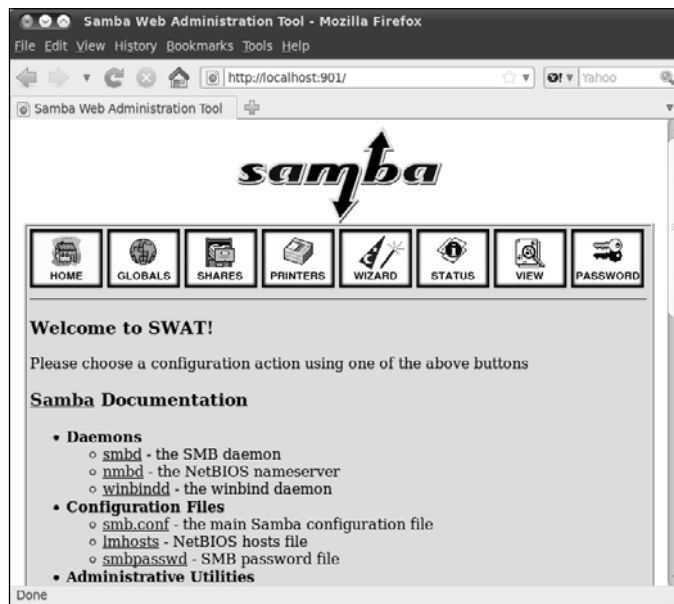 Samba Web Administration Tool - Mozilla Firefox
File Edit View History Bookmarks Tools Help
http://localhost:901/ Yahoo
Samba Web Administration Tool
samba
HOME GLOBALS SHARES PRINTERS WIZARD STATUS VIEW PASSWORD
Welcome to SWAT!
Please choose a configuration action using one of the above buttons
Samba Documentation
• Daemons
◦ smbd - the SMB daemon
◦ nmbd - the NetBIOS nameserver
◦ winbindd - the winbind daemon
• Configuration Files
◦ smb.conf - the main Samba configuration file
◦ lmhosts - NetBIOS hosts file
◦ smbpasswd - SMB password file
• Administrative Utilities
Done